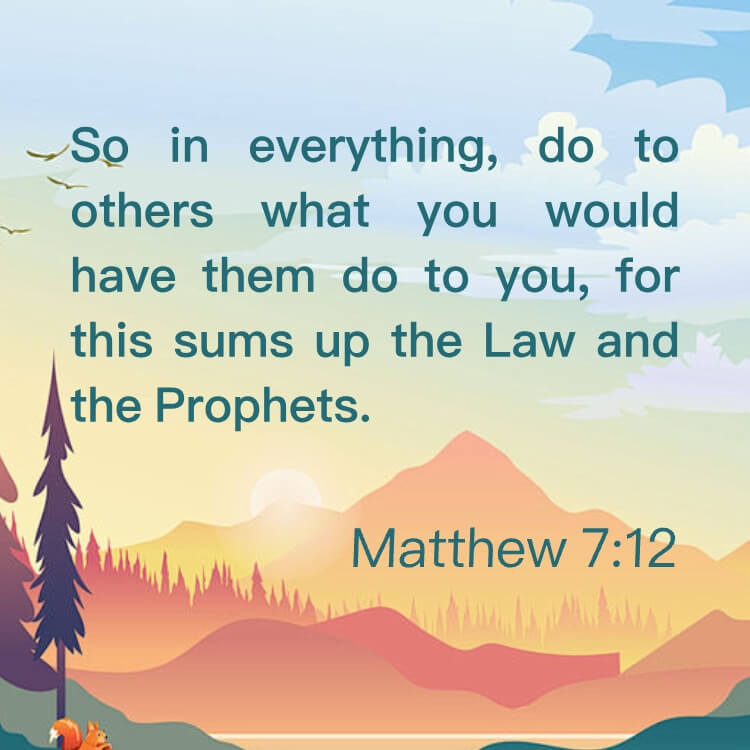 So in everything, do to
others what you would
have them do to you, for
this sums up the Law and
the Prophets.
Matthew 7:12